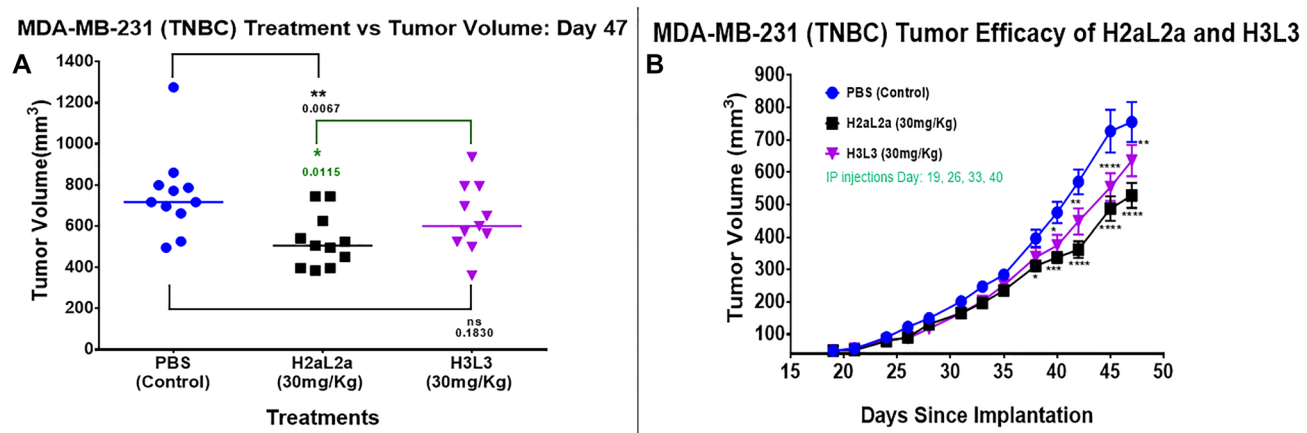 MDA-MB-231 (TNBC) Treatment vs Tumor Volume: Day 47
A
Tumor Volume(mm3)
1400
1200
1000
800
600
400
200
0
**
0.0067
*
0.0115
ns
0.1830
PBS
(Control)
H2aL2a
(30mg/Kg)
H3L3
(30mg/Kg)
Treatments
MDA-MB-231 (TNBC) Tumor Efficacy of H2aL2a and H3L3
B
Tumor Volume (mm3)
900
800
700
600
500
400
300
200
100
PBS (Control)
H2aL2a (30mg/Kg)
H3L3 (30mg/Kg)
IP injections Day: 19, 26, 33, 40
*
*
***
**
****
****
****
**
****
15
20
25
30
35
40
45
50
Days Since Implantation